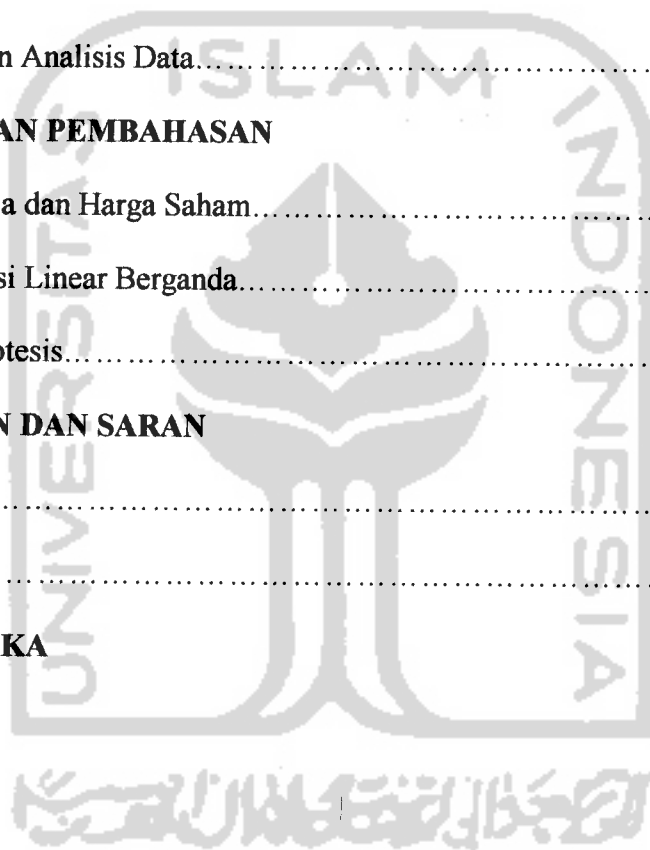 n Analisis Data
AN PEMBAHASAN
a dan Harga Saham
si Linear Berganda
otesis
N DAN SARAN
KA
ISLAM
UNIVERSITAS
INDONESIA